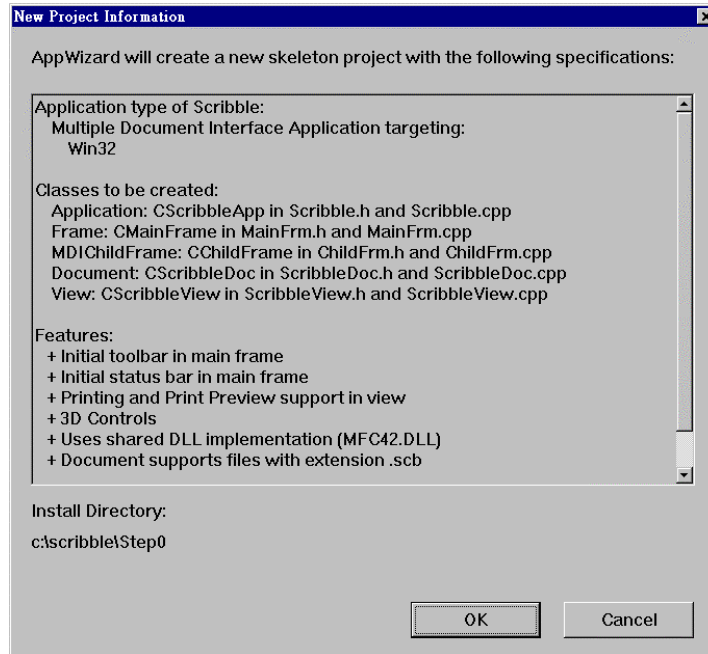 New Project Information
AppWizard will create a new skeleton project with the following specifications:
Application type of Scribble:
Multiple Document Interface Application targeting:
Win32
Classes to be created:
Application: CScribbleApp in Scribble.h and Scribble.cpp
Frame: CMainFrame in MainFrm.h and MainFrm.cpp
MDIChildFrame: CChildFrame in ChildFrm.h and ChildFrm.cpp
Document: CScribbleDoc in ScribbleDoc.h and ScribbleDoc.cpp
View: CScribbleView in ScribbleView.h and ScribbleView.cpp
Features:
+ Initial toolbar in main frame
+ Initial status bar in main frame
+ Printing and Print Preview support in view
+ 3D Controls
+ Uses shared DLL implementation (MFC42.DLL)
+ Document supports files with extension .scb
Install Directory:
c:\scribble\Step0
OK Cancel